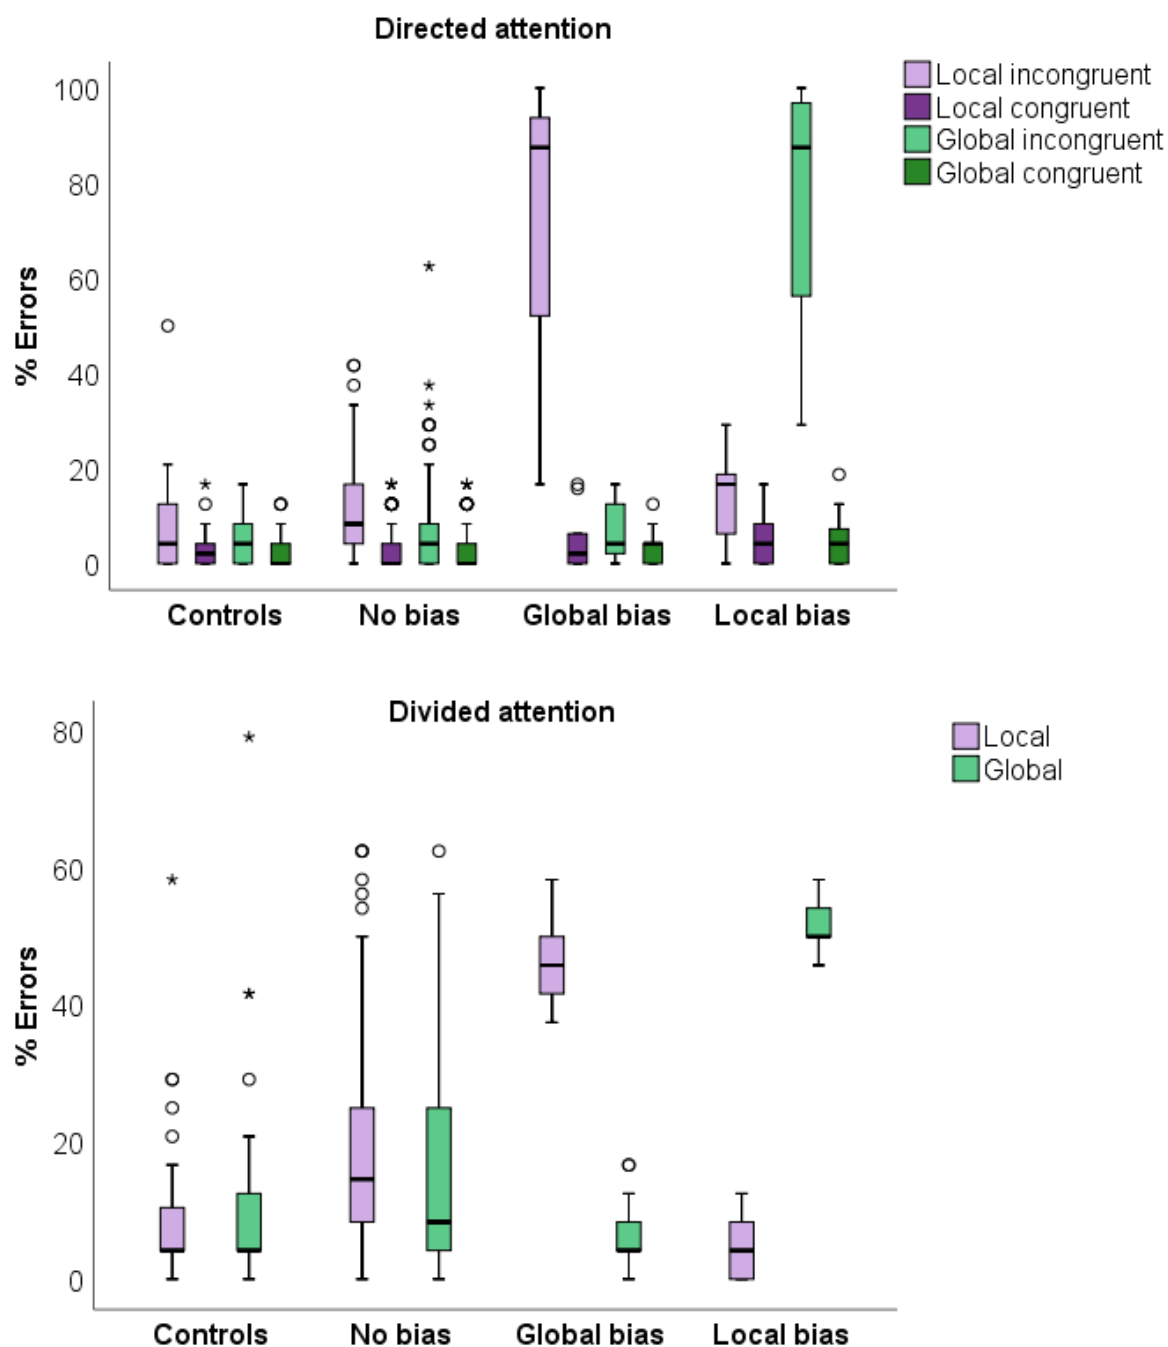 Directed attention
Local incongruent
Local congruent
Global incongruent
Global congruent
% Errors
100
80
60
40
20
0
Controls No bias Global bias Local bias
Divided attention
Local
Global
% Errors
80
60
40
20
0
Controls No bias Global bias Local bias